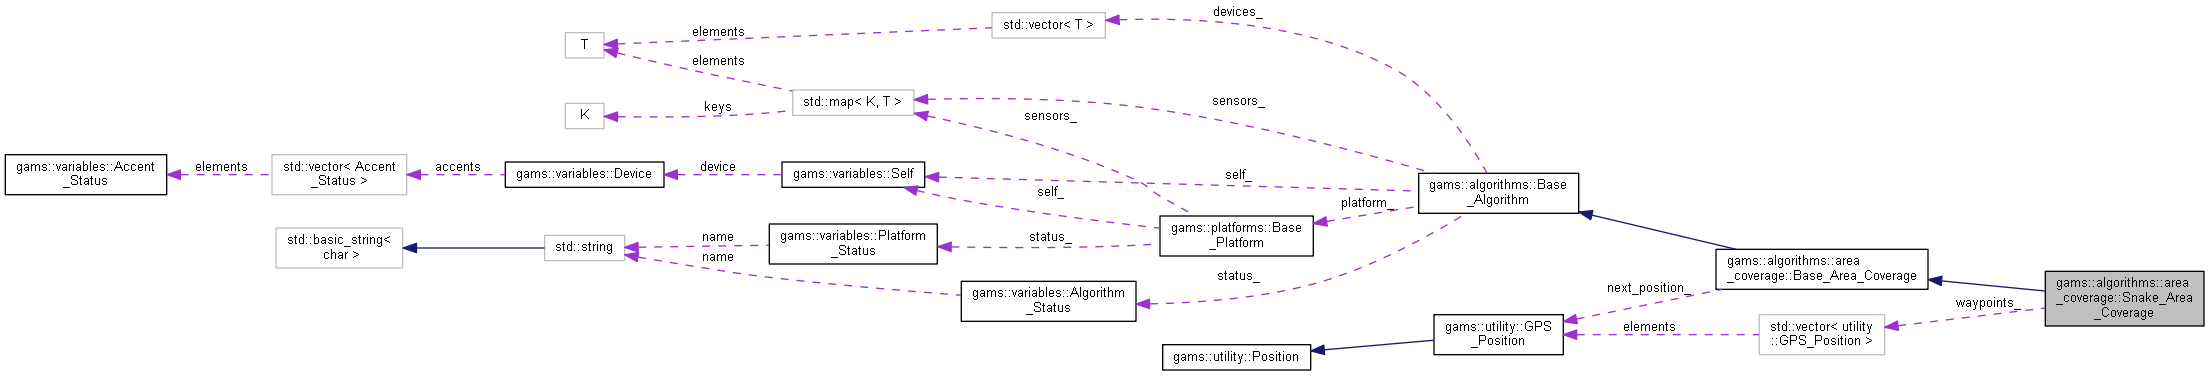 devices_
std::vector< T >
elements
T
elements
std::map< K, T >
sensors_
keys
K
sensors_
gams::variables::Accent
_Status
elements
std::vector< Accent
_Status >
accents
gams::variables::Device
device
gams::variables::Self
self_
gams::algorithms::Base
_Algorithm
self_
platform_
gams::platforms::Base
_Platform
std::basic_string<
char >
std::string
name
name
gams::variables::Platform
_Status
status_
status_
gams::variables::Algorithm
_Status
gams::algorithms::area
_coverage::Base_Area_Coverage
gams::algorithms::area
_coverage::Snake_Area
_Coverage
next_position_
waypoints_
gams::utility::GPS
_Position
elements
std::vector< utility
::GPS_Position >
gams::utility::Position